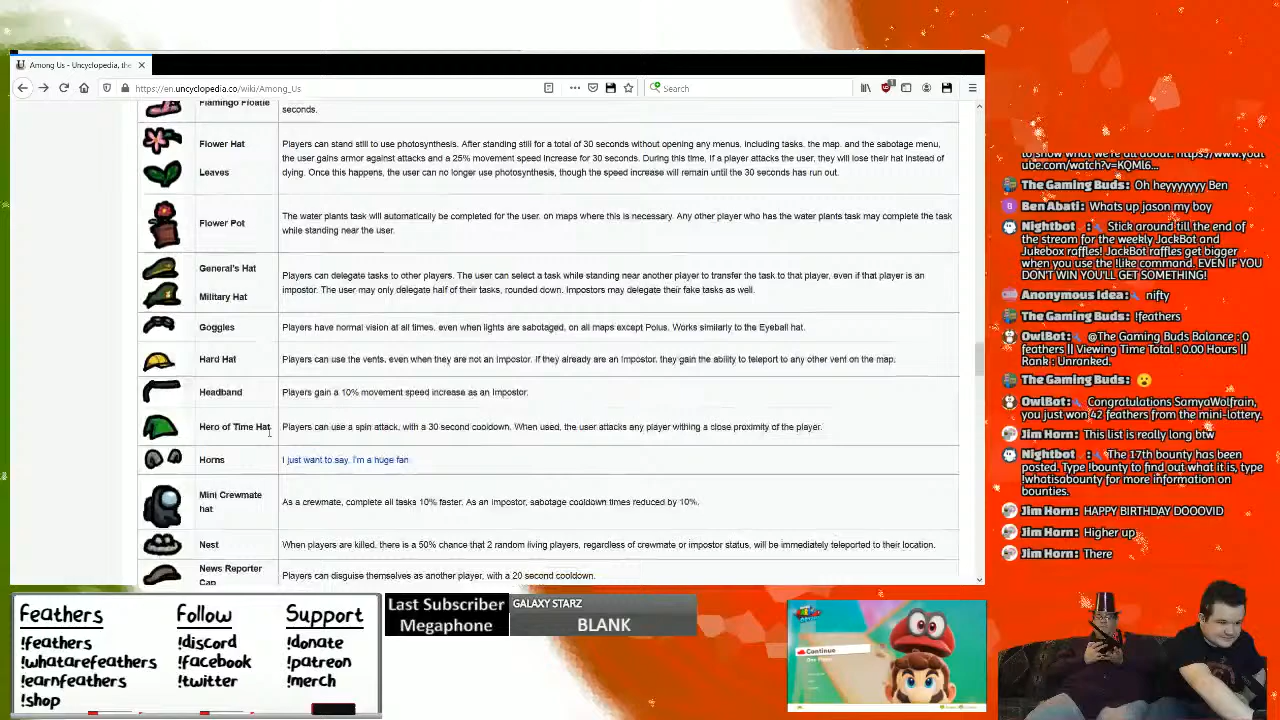 Among Us - Uncyclopedia, the
https://en.uncyclopedia.co/wiki/Among_Us
Search
Flamingo Floatie
seconds.
Flower Hat
Leaves
Players can stand still to use photosynthesis. After standing still for a total of 30 seconds without opening any menus, including tasks, the map, and the sabotage menu,
the user gains armor against attacks and a 25% movement speed increase for 30 seconds. During this time, if a player attacks the user, they will lose their hat instead of
dying. Once this happens, the user can no longer use photosynthesis, though the speed increase will remain until the 30 seconds has run out.
Flower Pot
The water plants task will automatically be completed for the user, on maps where this is necessary. Any other player who has the water plants task may complete the task
while standing near the user.
General's Hat
Military Hat
Players can delegate tasks to other players. The user can select a task while standing near another player to transfer the task to that player, even if that player is an
impostor. The user may only delegate half of their tasks, rounded down. Impostors may delegate their fake tasks as well.
Goggles
Players have normal vision at all times, even when lights are sabotaged, on all maps except Polus. Works similarly to the Eyeball hat.
Hard Hat
Players can use the vents, even when they are not an Impostor. If they already are an Impostor, they gain the ability to teleport to any other vent on the map.
Headband
Players gain a 10% movement speed increase as an Impostor.
Hero of Time Hat
Players can use a spin attack, with a 30 second cooldown. When used, the user attacks any player withing a close proximity of the player.
Horns
I just want to say, I'm a huge fan
Mini Crewmate
hat
As a crewmate, complete all tasks 10% faster. As an impostor, sabotage cooldown times reduced by 10%.
Nest
When players are killed, there is a 50% chance that 2 random living players, regardless of crewmate or impostor status, will be immediately teleported to their location.
News Reporter
Cap
Players can disguise themselves as another player, with a 20 second cooldown.
to show what we're all about: https://www.yout
ube.com/watch?v=KQMl6...
The Gaming Buds: Oh heyyyyyyy Ben
Ben Abati: Whats up jason my boy
Nightbot: Stick around till the end of
the stream for the weekly JackBot and
Jukebox raffles! JackBot raffles get bigger
when you use the !like command. EVEN IF YOU
DON'T WIN YOU'LL GET SOMETHING!
Anonymous Idea: nifty
The Gaming Buds: !feathers
OwlBot: @The Gaming Buds Balance : 0
feathers || Viewing Time Total : 0.00 Hours ||
Rank : Unranked.
The Gaming Buds:
OwlBot: Congratulations SamyaWolfrain,
you just won 42 feathers from the mini-lottery.
Jim Horn: This list is really long btw
Nightbot: The 17th bounty has been
posted. Type !bounty to find out what it is, type
!whatisabounty for more information on
bounties.
Jim Horn: HAPPY BIRTHDAY DOOOVID
Jim Horn: Higher up
Jim Horn: There
feathers
!feathers
!whatarefeathers
!earnfeathers
!shop
Follow
!discord
!facebook
!twitter
Support
!donate
!patreon
!merch
Last Subscriber
Megaphone
GALAXY STARZ
BLANK
Continue